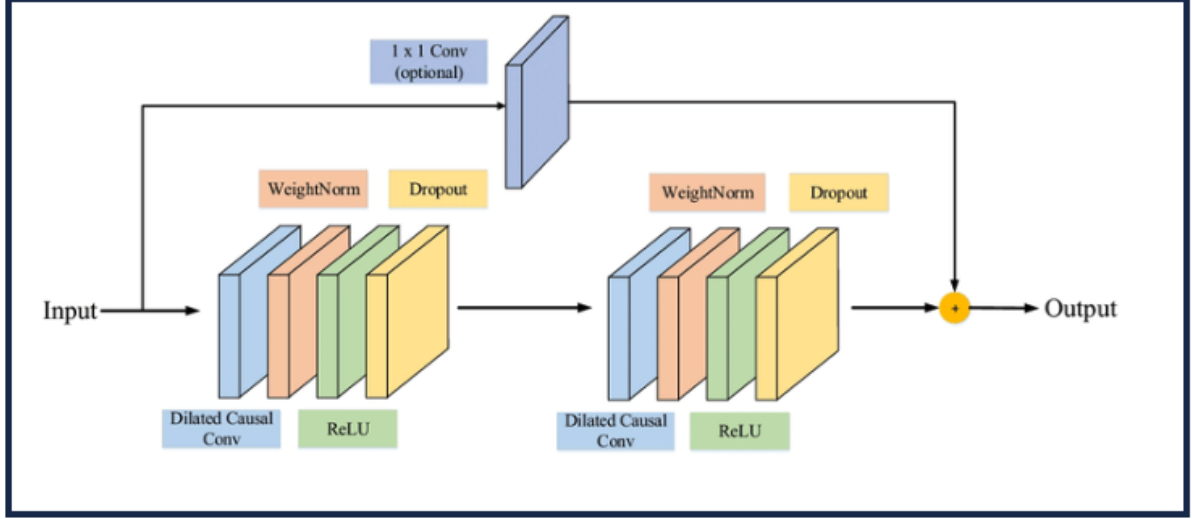 1 x 1 Conv
(optional)
WeightNorm
Dropout
WeightNorm
Dropout
Input
+
Output
Dilated Causal
Conv
ReLU
Dilated Causal
Conv
ReLU